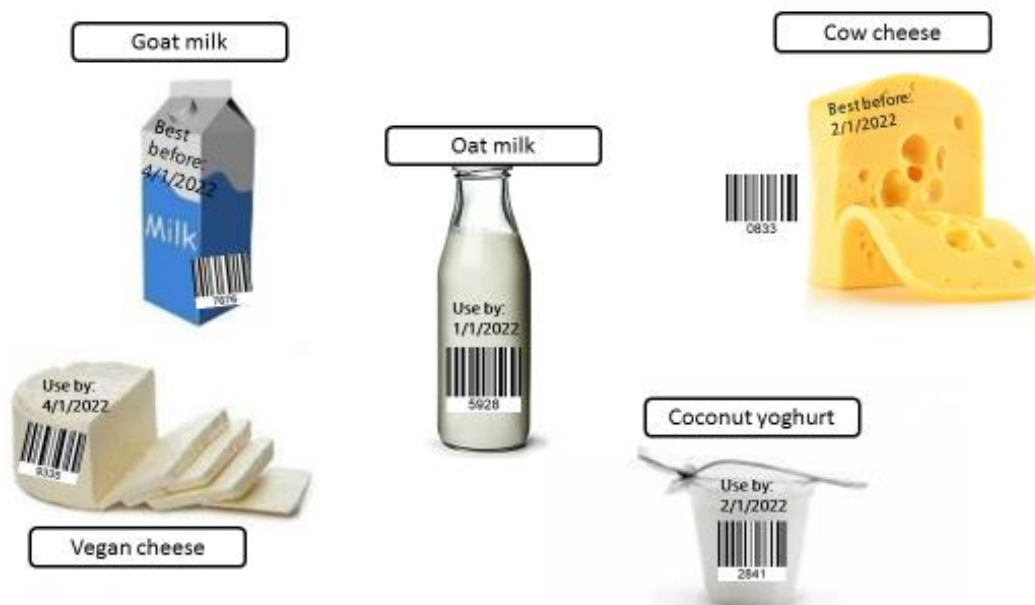 Goat milk
Best
before:
4/1/2022
Milk
7676
Oat milk
Use by:
1/1/2022
5928
Cow cheese
Best before:
2/1/2022
0833
Use by:
4/1/2022
9335
Vegan cheese
Coconut yoghurt
Use by:
2/1/2022
2841